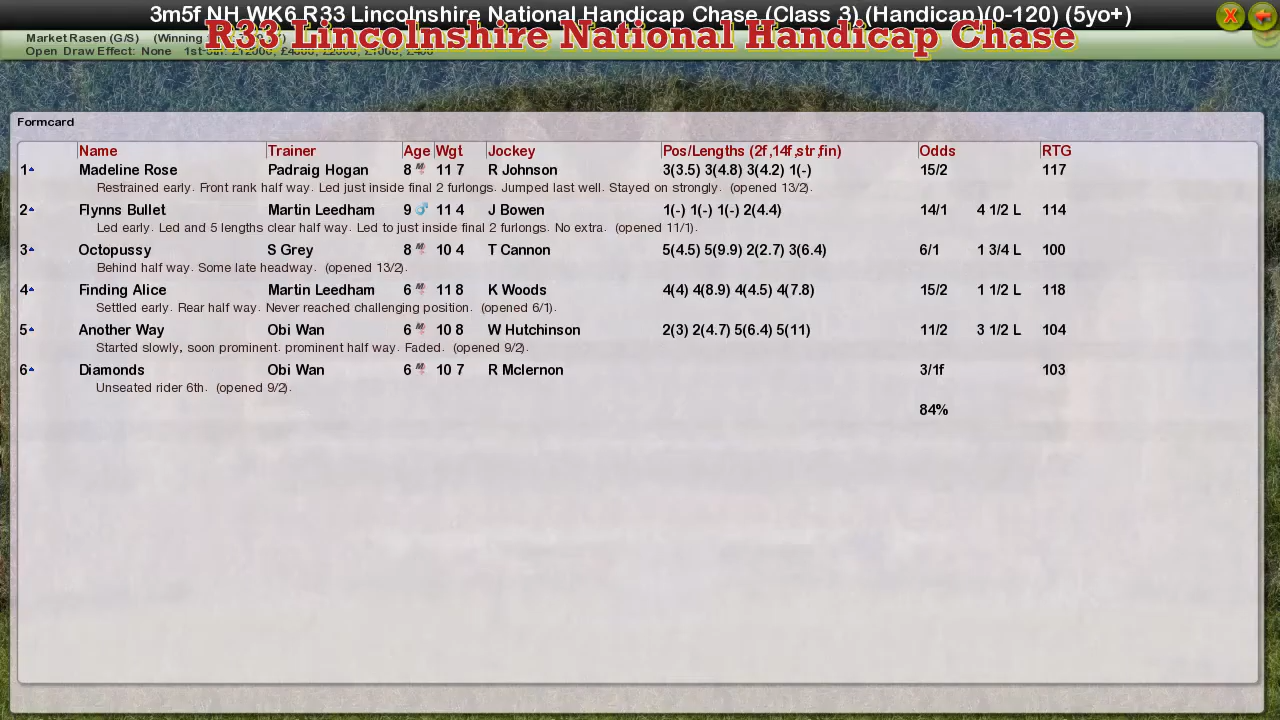 3m5f NH WK6 R33 Lincolnshire National Handicap Chase (Class 3) (Handicap)(0-120) (5yo+)
R33 Lincolnshire National Handicap Chase
Market Rasen (G/S) (Winning
Open Draw Effect: None 1st-6th: £12000, £4000, £2000, £1000, £400
Formcard
Name Trainer Age Wgt Jockey Pos/Lengths (2f,14f,str,fin) Odds RTG
1 Madeline Rose Padraig Hogan 8 11 7 R Johnson 3(3.5) 3(4.8) 3(4.2) 1(-) 15/2 117
Restrained early. Front rank half way. Led just inside final 2 furlongs. Jumped last well. Stayed on strongly. (opened 13/2).
2 Flynns Bullet Martin Leedham 9 11 4 J Bowen 1(-) 1(-) 1(-) 2(4.4) 14/1 4 1/2 L 114
Led early. Led and 5 lengths clear half way. Led to just inside final 2 furlongs. No extra. (opened 11/1).
3 Octopussy S Grey 8 10 4 T Cannon 5(4.5) 5(9.9) 2(2.7) 3(6.4) 6/1 1 3/4 L 100
Behind half way. Some late headway. (opened 13/2).
4 Finding Alice Martin Leedham 6 11 8 K Woods 4(4) 4(8.9) 4(4.5) 4(7.8) 15/2 1 1/2 L 118
Settled early. Rear half way. Never reached challenging position. (opened 6/1).
5 Another Way Obi Wan 6 10 8 W Hutchinson 2(3) 2(4.7) 5(6.4) 5(11) 11/2 3 1/2 L 104
Started slowly, soon prominent. prominent half way. Faded. (opened 9/2).
6 Diamonds Obi Wan 6 10 7 R Mclernon 3/1f 103
Unseated rider 6th. (opened 9/2).
84%